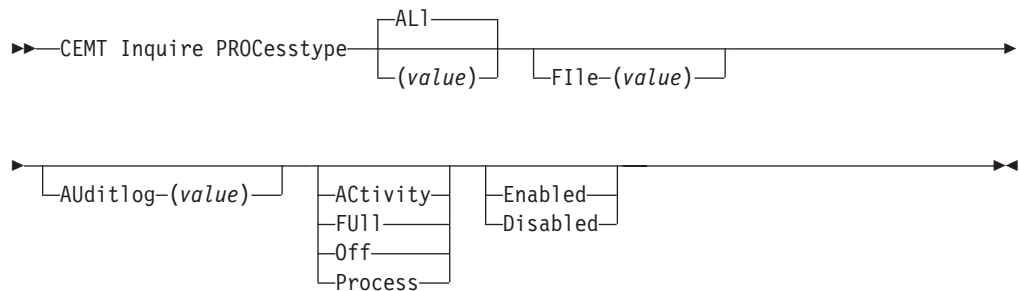 ALl
CEMT Inquire PROCesstype
(value)
FIle (value)
AUditlog (value)
ACtivity
FUll
Off
Process
Enabled
Disabled